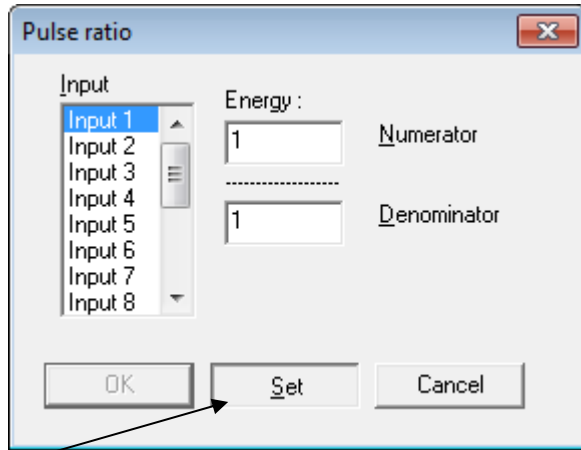 Pulse ratio
Input
Input 1
Input 2
Input 3
Input 4
Input 5
Input 6
Input 7
Input 8
Energy :
1
Numerator
------------------
1
Denominator
OK
Set
Cancel